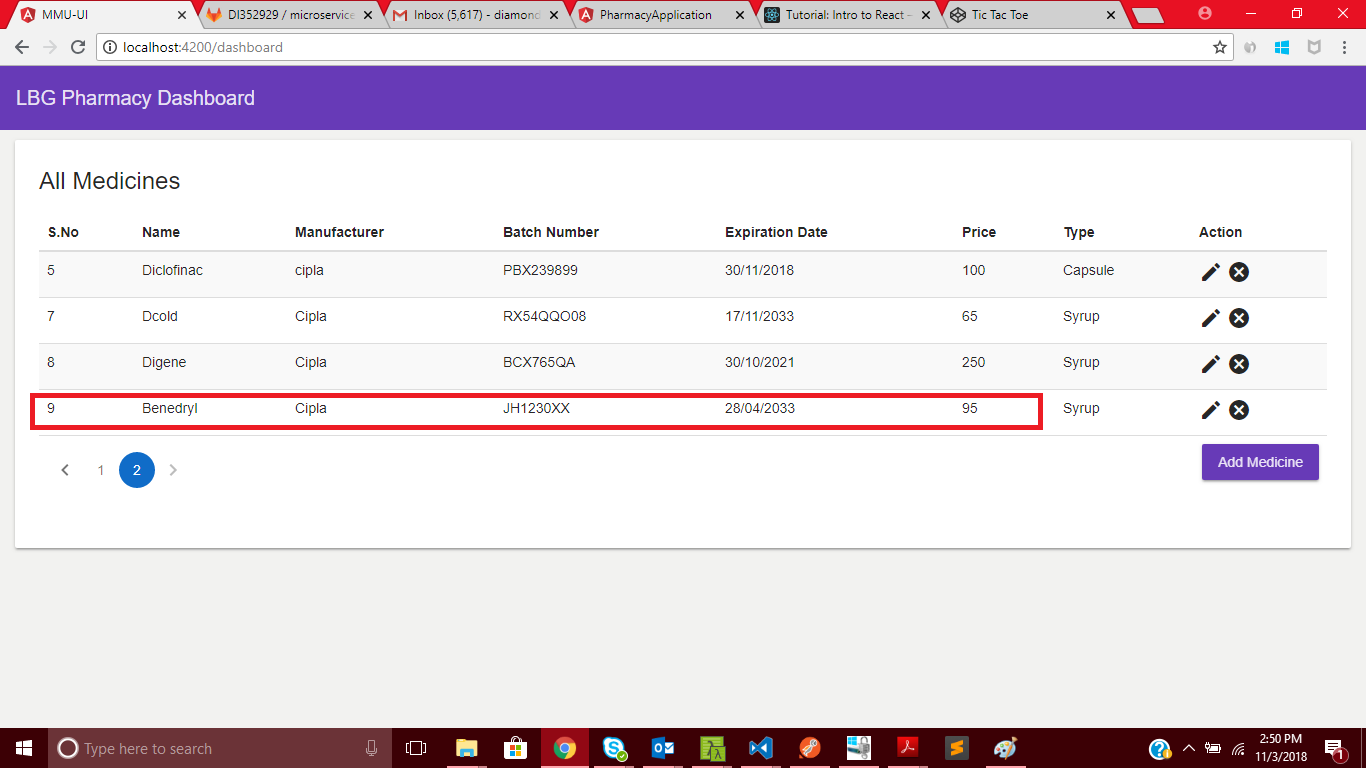 MMU-UI DI352929 / microservice Inbox (5,617) - diamond PharmacyApplication Tutorial: Intro to React – Tic Tac Toe
localhost:4200/dashboard
LBG Pharmacy Dashboard
All Medicines
S.No Name Manufacturer Batch Number Expiration Date Price Type Action
5 Diclofinac cipla PBX239899 30/11/2018 100 Capsule
7 Dcold Cipla RX54QQO08 17/11/2033 65 Syrup
8 Digene Cipla BCX765QA 30/10/2021 250 Syrup
9 Benedryl Cipla JH1230XX 28/04/2033 95 Syrup
1 2
Add Medicine
Type here to search
2:50 PM
11/3/2018
1